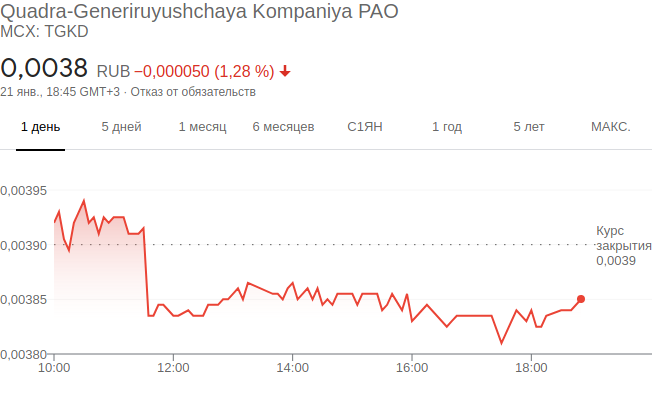 Quadra-Generiruyushchaya Kompaniya PAO
MCX: TGKD
0,0038 RUB −0,000050 (1,28 %)
21 янв., 18:45 GMT+3 · Отказ от обязательств
1 день 5 дней 1 месяц 6 месяцев С1ЯН 1 год 5 лет МАКС.
0,00395
Курс
0,00390 закрытия
0,0039
0,00385
0,00380
10:00 12:00 14:00 16:00 18:00